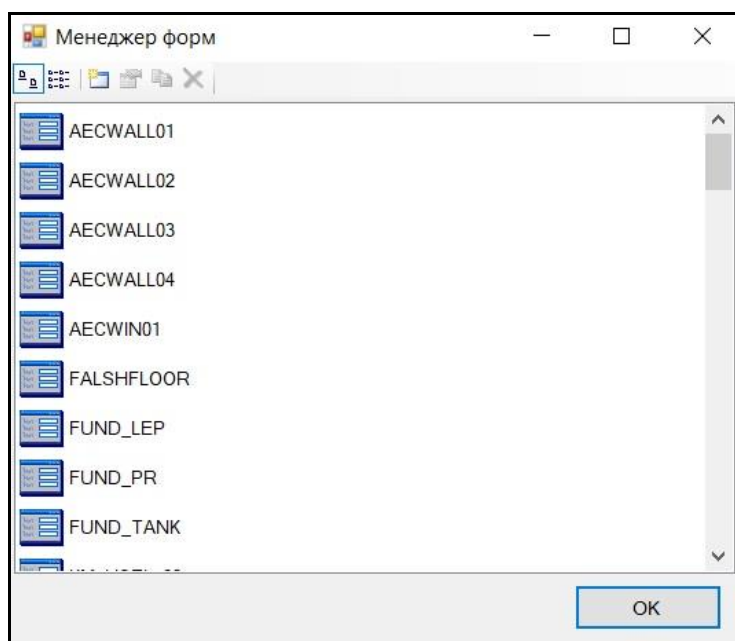 Менеджер форм
AECWALL01
AECWALL02
AECWALL03
AECWALL04
AECWIN01
FALSHFLOOR
FUND_LEP
FUND_PR
FUND_TANK
OK